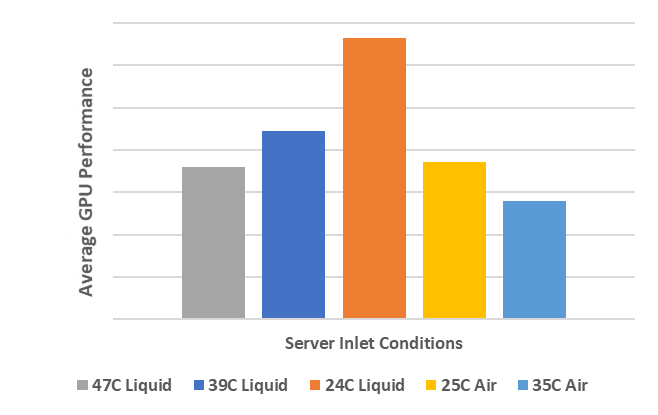 Average GPU Performance
Server Inlet Conditions
47C Liquid 39C Liquid 24C Liquid 25C Air 35C Air